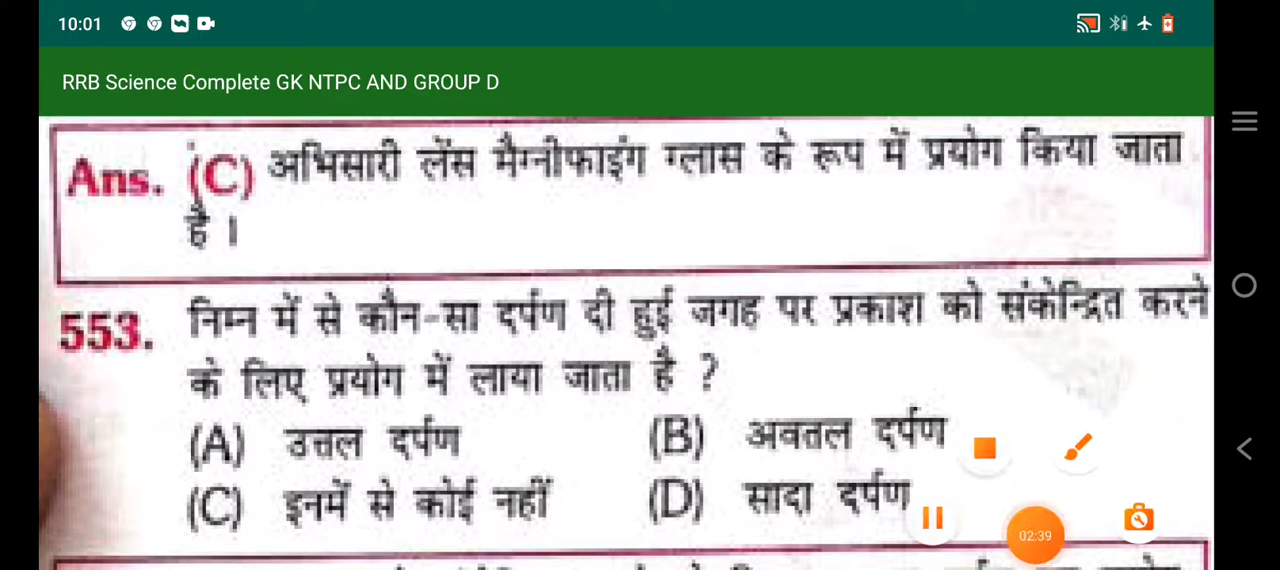 10:01
RRB Science Complete GK NTPC AND GROUP D
Ans. (C) अभिसारी लेंस मैग्नीफाइंग ग्लास के रूप में प्रयोग किया जाता
है ।
553. निम्न में से कौन-सा दर्पण दी हुई जगह पर प्रकाश को संकेन्द्रित करने
के लिए प्रयोग में लाया जाता है ?
(A) उत्तल दर्पण (B) अवतल दर्पण
(C) इनमें से कोई नहीं (D) सादा दर्पण
02:39